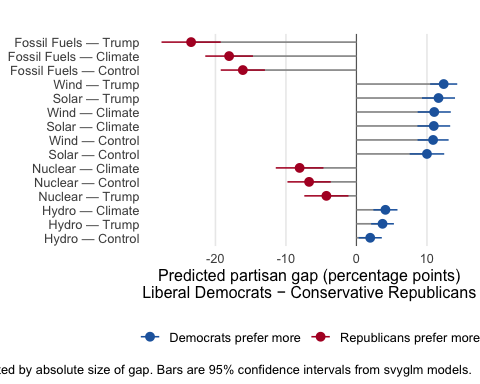 Fossil Fuels — Trump
Fossil Fuels — Climate
Fossil Fuels — Control
Wind — Trump
Solar — Trump
Wind — Climate
Solar — Climate
Wind — Control
Solar — Control
Nuclear — Climate
Nuclear — Control
Nuclear — Trump
Hydro — Climate
Hydro — Trump
Hydro — Control
-20 -10 0 10
Predicted partisan gap (percentage points)
Liberal Democrats − Conservative Republicans
Democrats prefer more Republicans prefer more
by absolute size of gap. Bars are 95% confidence intervals from svyglm models.